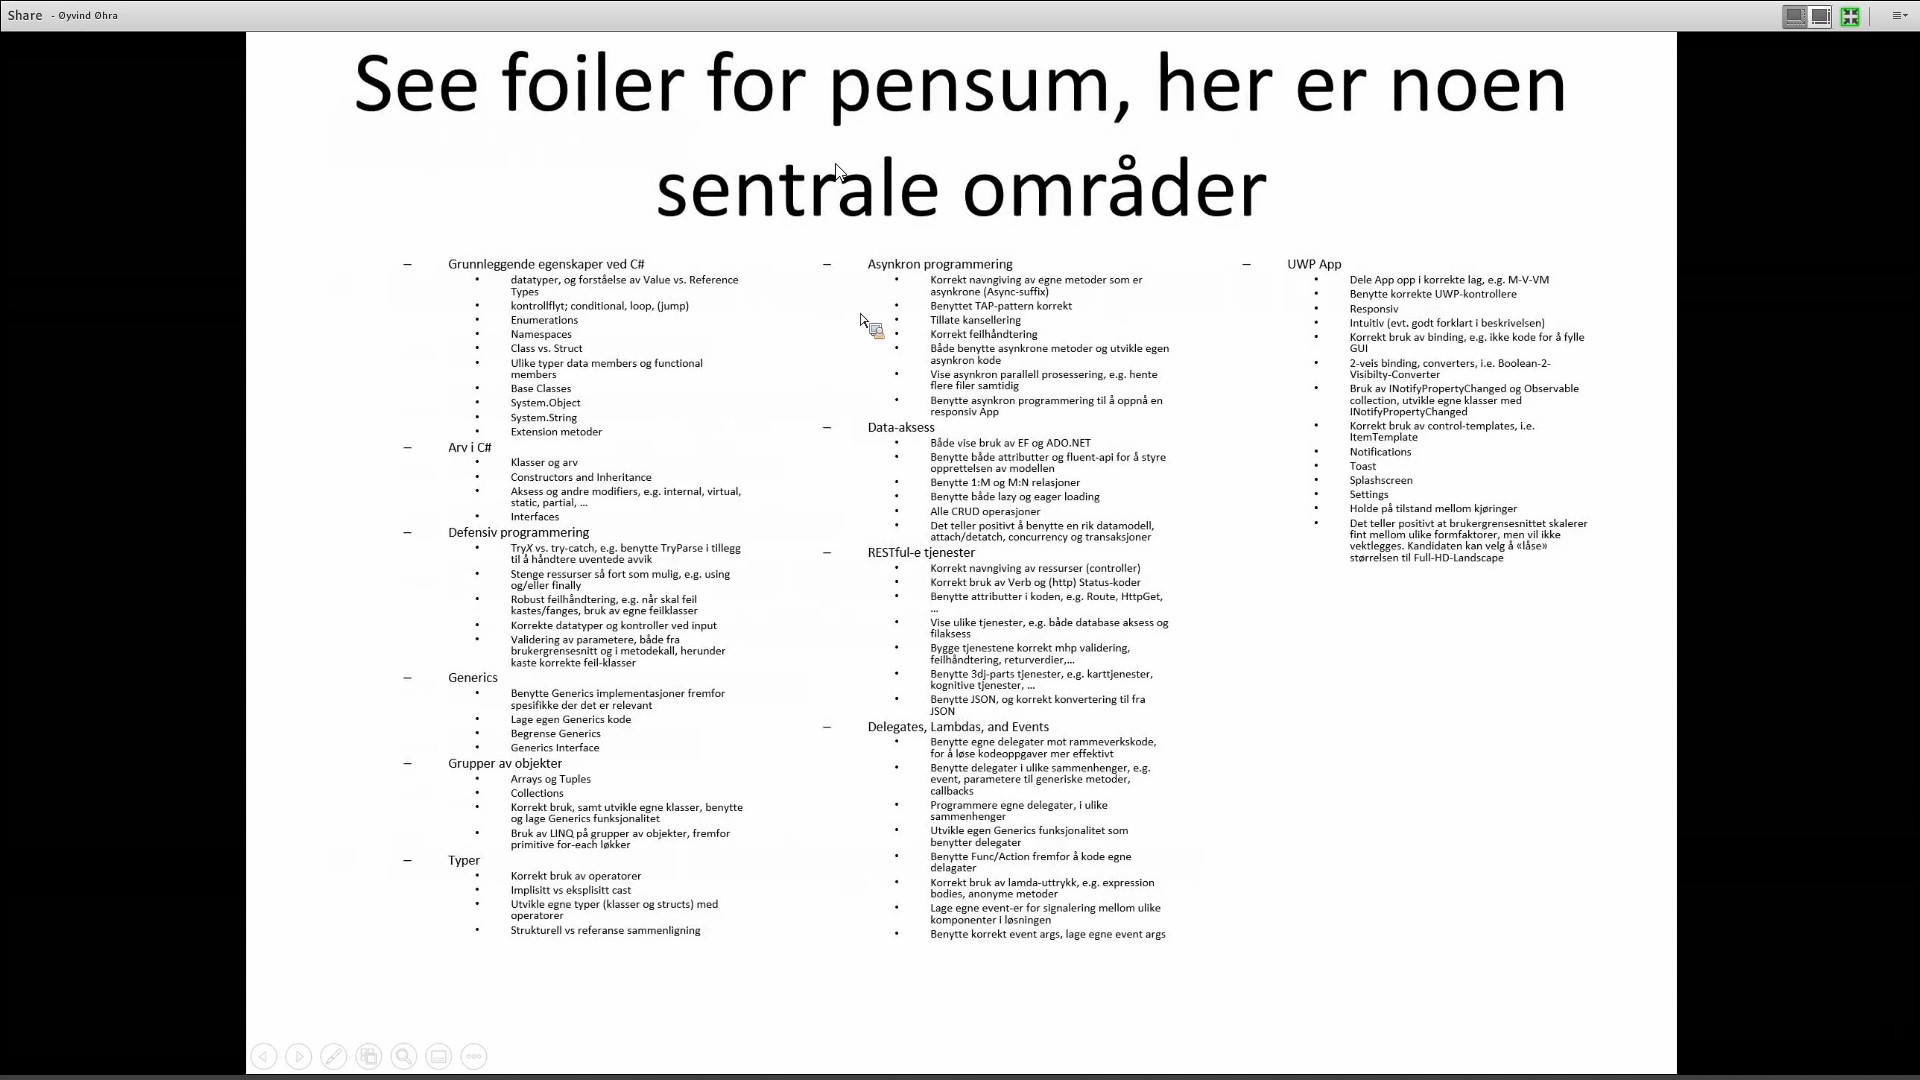 Share - Øyvind Øhra
See foiler for pensum, her er noen
sentrale områder
– Grunnleggende egenskaper ved C#
• datatyper, og forståelse av Value vs. Reference
Types
• kontrollflyt; conditional, loop, (jump)
• Enumerations
• Namespaces
• Class vs. Struct
• Ulike typer data members og functional
members
• Base Classes
• System.Object
• System.String
• Extension metoder
– Arv i C#
• Klasser og arv
• Constructors and Inheritance
• Aksess og andre modifiers, e.g. internal, virtual,
static, partial, ...
• Interfaces
– Defensiv programmering
• TryX vs. try-catch, e.g. benytte TryParse i tillegg
til å håndtere uventede avvik
• Stenge ressurser så fort som mulig, e.g. using
og/eller finally
• Robust feilhåndtering, e.g. når skal feil
kastes/fanges, bruk av egne feilklasser
• Korrekte datatyper og kontroller ved input
• Validering av parametere, både fra
brukergrensesnitt og i metodekall, herunder
kaste korrekte feil-klasser
– Generics
• Benytte Generics implementasjoner fremfor
spesifikke der det er relevant
• Lage egen Generics kode
• Begrense Generics
• Generics Interface
– Grupper av objekter
• Arrays og Tuples
• Collections
• Korrekt bruk, samt utvikle egne klasser, benytte
og lage Generics funksjonalitet
• Bruk av LINQ på grupper av objekter, fremfor
primitive for-each løkker
– Typer
• Korrekt bruk av operatorer
• Implisitt vs eksplisitt cast
• Utvikle egne typer (klasser og structs) med
operatorer
• Strukturell vs referanse sammenligning
– Asynkron programmering
• Korrekt navngiving av egne metoder som er
asynkrone (Async-suffix)
• Benyttet TAP-pattern korrekt
• Tillate kansellering
• Korrekt feilhåndtering
• Både benytte asynkrone metoder og utvikle egen
asynkron kode
• Vise asynkron parallell prosessering, e.g. hente
flere filer samtidig
• Benytte asynkron programmering til å oppnå en
responsiv App
– Data-aksess
• Både vise bruk av EF og ADO.NET
• Benytte både attributter og fluent-api for å styre
opprettelsen av modellen
• Benytte 1:M og M:N relasjoner
• Benytte både lazy og eager loading
• Alle CRUD operasjoner
• Det teller positivt å benytte en rik datamodell,
attach/detatch, concurrency og transaksjoner
– RESTful-e tjenester
• Korrekt navngiving av ressurser (controller)
• Korrekt bruk av Verb og (http) Status-koder
• Benytte attributter i koden, e.g. Route, HttpGet,
...
• Vise ulike tjenester, e.g. både database aksess og
filaksess
• Bygge tjenestene korrekt mhp validering,
feilhåndtering, returverdier,...
• Benytte 3dj-parts tjenester, e.g. karttjenester,
kognitive tjenester, ...
• Benytte JSON, og korrekt konvertering til fra
JSON
– Delegates, Lambdas, and Events
• Benytte egne delegater mot rammeverkskode,
for å løse kodeoppgaver mer effektivt
• Benytte delegater i ulike sammenhenger, e.g.
event, parametere til generiske metoder,
callbacks
• Programmere egne delegater, i ulike
sammenhenger
• Utvikle egen Generics funksjonalitet som
benytter delegater
• Benytte Func/Action fremfor å kode egne
delagater
• Korrekt bruk av lamda-uttrykk, e.g. expression
bodies, anonyme metoder
• Lage egne event-er for signalering mellom ulike
komponenter i løsningen
• Benytte korrekt event args, lage egne event args
– UWP App
• Dele App opp i korrekte lag, e.g. M-V-VM
• Benytte korrekte UWP-kontrollere
• Responsiv
• Intuitiv (evt. godt forklart i beskrivelsen)
• Korrekt bruk av binding, e.g. ikke kode for å fylle
GUI
• 2-veis binding, converters, i.e. Boolean-2-
Visibilty-Converter
• Bruk av INotifyPropertyChanged og Observable
collection, utvikle egne klasser med
INotifyPropertyChanged
• Korrekt bruk av control-templates, i.e.
ItemTemplate
• Notifications
• Toast
• Splashscreen
• Settings
• Holde på tilstand mellom kjøringer
• Det teller positivt at brukergrensesnittet skalerer
fint mellom ulike formfaktorer, men vil ikke
vektlegges. Kandidaten kan velg å «låse»
størrelsen til Full-HD-Landscape